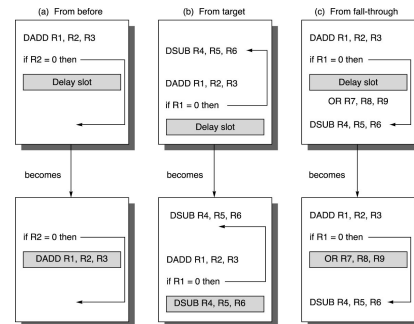 (a) From before
DADD R1, R2, R3
if R2 = 0 then
Delay slot
becomes
if R2 = 0 then
DADD R1, R2, R3
(b) From target
DSUB R4, R5, R6
DADD R1, R2, R3
if R1 = 0 then
Delay slot
becomes
DSUB R4, R5, R6
DADD R1, R2, R3
if R1 = 0 then
DSUB R4, R5, R6
(c) From fall-through
DADD R1, R2, R3
if R1 = 0 then
Delay slot
OR R7, R8, R9
DSUB R4, R5, R6
becomes
DADD R1, R2, R3
if R1 = 0 then
OR R7, R8, R9
DSUB R4, R5, R6